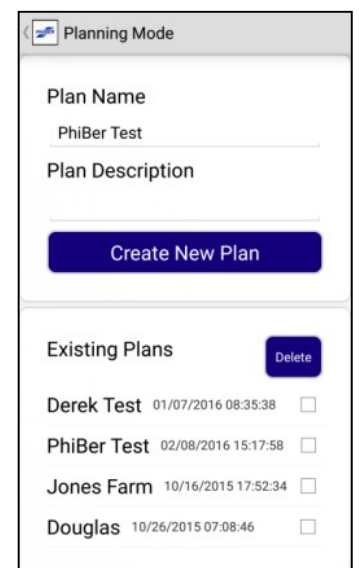 Planning Mode
Plan Name
PhiBer Test
Plan Description
Create New Plan
Existing Plans
Delete
Derek Test 01/07/2016 08:35:38
PhiBer Test 02/08/2016 15:17:58
Jones Farm 10/16/2015 17:52:34
Douglas 10/26/2015 07:08:46